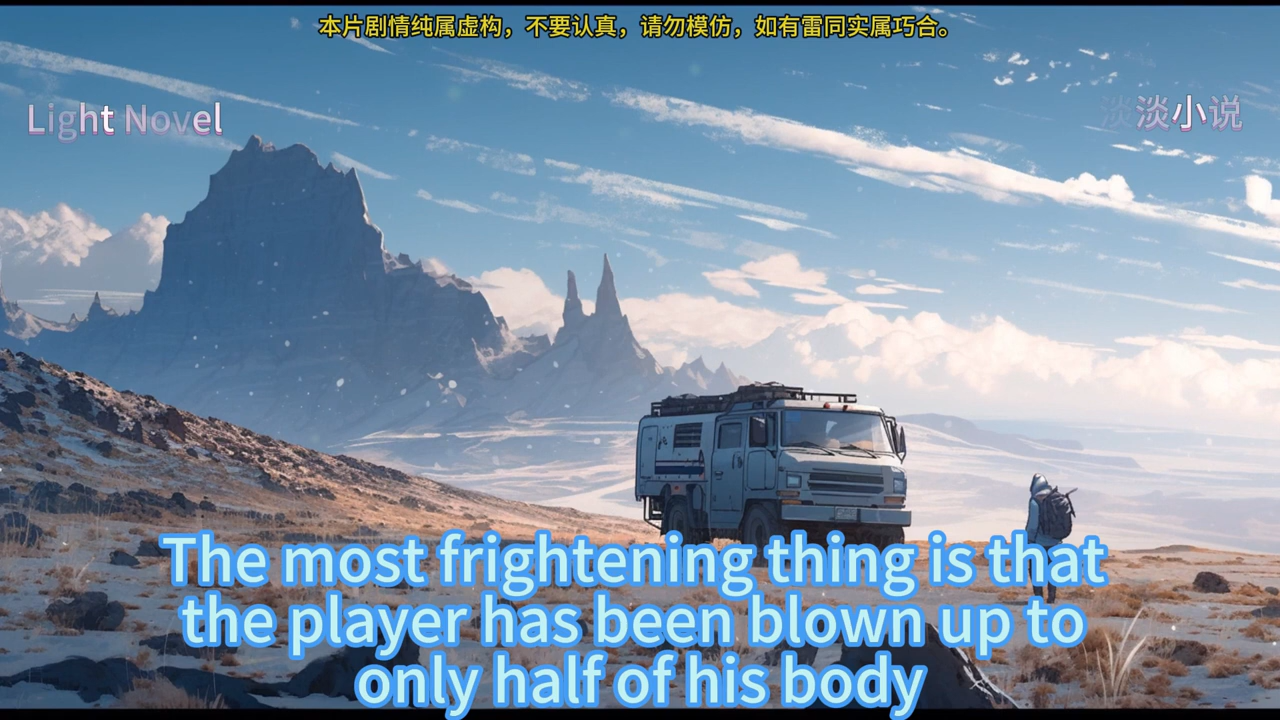 本片剧情纯属虚构，不要认真，请勿模仿，如有雷同实属巧合。
Light Novel
淡淡小说
The most frightening thing is that
the player has been blown up to
only half of his body